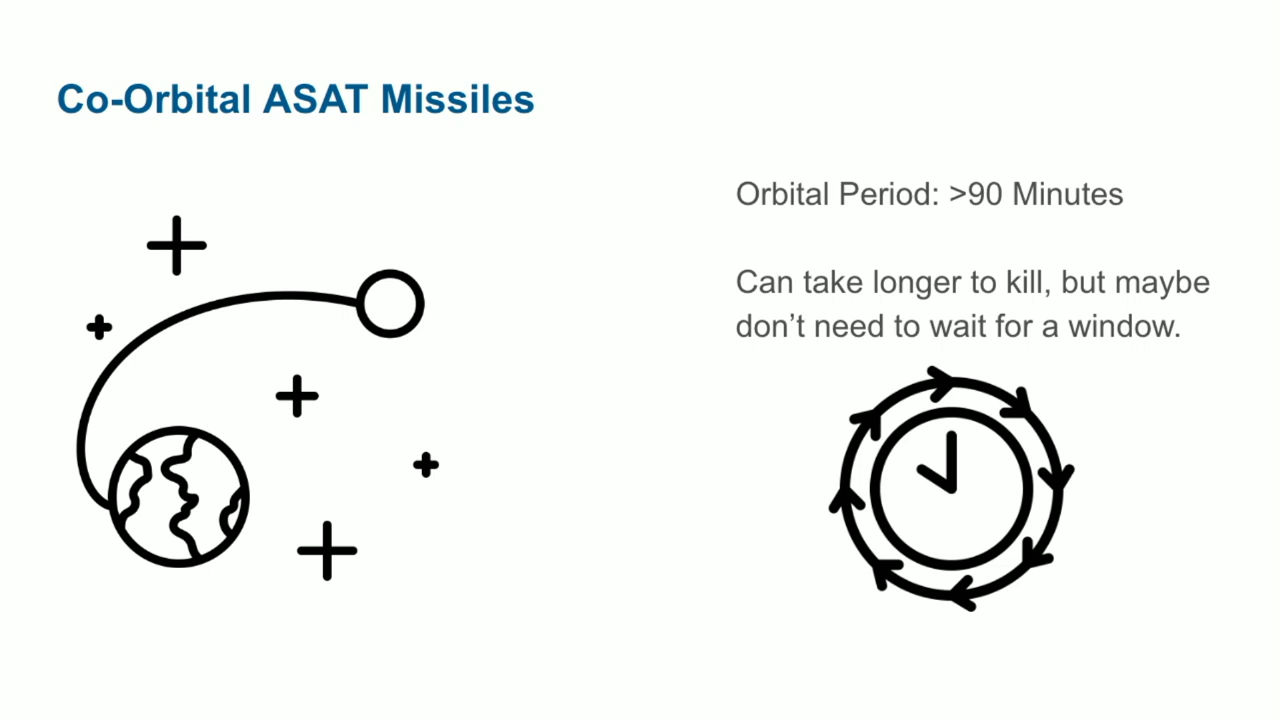 Co-Orbital ASAT Missiles
Orbital Period: >90 Minutes
Can take longer to kill, but maybe
don’t need to wait for a window.